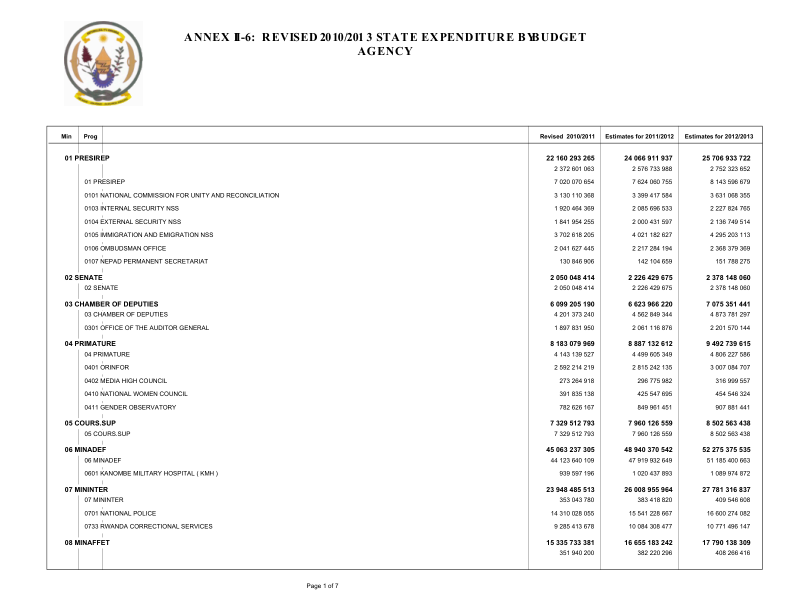 ANNEX II-6: REVISED 2010/2013 STATE EXPENDITURE BY BUDGET
AGENCY
Min Prog Revised 2010/2011 Estimates for 2011/2012 Estimates for 2012/2013
01 PRESIREP 22 160 293 265 24 066 911 937 25 706 933 722
2 372 601 063 2 576 733 988 2 752 323 652
01 PRESIREP 7 020 070 654 7 624 060 755 8 143 596 679
0101 NATIONAL COMMISSION FOR UNITY AND RECONCILIATION 3 130 110 368 3 399 417 584 3 631 068 355
0103 INTERNAL SECURITY NSS 1 920 464 369 2 085 696 533 2 227 824 765
0104 EXTERNAL SECURITY NSS 1 841 954 255 2 000 431 597 2 136 749 514
0105 IMMIGRATION AND EMIGRATION NSS 3 702 618 205 4 021 182 627 4 295 203 113
0106 OMBUDSMAN OFFICE 2 041 627 445 2 217 284 194 2 368 379 369
0107 NEPAD PERMANENT SECRETARIAT 130 846 906 142 104 659 151 788 275
02 SENATE 2 050 048 414 2 226 429 675 2 378 148 060
02 SENATE 2 050 048 414 2 226 429 675 2 378 148 060
03 CHAMBER OF DEPUTIES 6 099 205 190 6 623 966 220 7 075 351 441
03 CHAMBER OF DEPUTIES 4 201 373 240 4 562 849 344 4 873 781 297
0301 OFFICE OF THE AUDITOR GENERAL 1 897 831 950 2 061 116 876 2 201 570 144
04 PRIMATURE 8 183 079 969 8 887 132 612 9 492 739 615
04 PRIMATURE 4 143 139 527 4 499 605 349 4 806 227 586
0401 ORINFOR 2 592 214 219 2 815 242 135 3 007 084 707
0402 MEDIA HIGH COUNCIL 273 264 918 296 775 982 316 999 557
0410 NATIONAL WOMEN COUNCIL 391 835 138 425 547 695 454 546 324
0411 GENDER OBSERVATORY 782 626 167 849 961 451 907 881 441
05 COURS.SUP 7 329 512 793 7 960 126 559 8 502 563 438
05 COURS.SUP 7 329 512 793 7 960 126 559 8 502 563 438
06 MINADEF 45 063 237 305 48 940 370 542 52 275 375 535
06 MINADEF 44 123 640 109 47 919 932 649 51 185 400 663
0601 KANOMBE MILITARY HOSPITAL ( KMH ) 939 597 196 1 020 437 893 1 089 974 872
07 MININTER 23 948 485 513 26 008 955 964 27 781 316 837
07 MININTER 353 043 780 383 418 820 409 546 608
0701 NATIONAL POLICE 14 310 028 055 15 541 228 667 16 600 274 082
0733 RWANDA CORRECTIONAL SERVICES 9 285 413 678 10 084 308 477 10 771 496 147
08 MINAFFET 15 335 733 381 16 655 183 242 17 790 138 309
351 940 200 382 220 296 408 266 416
Page 1 of 7